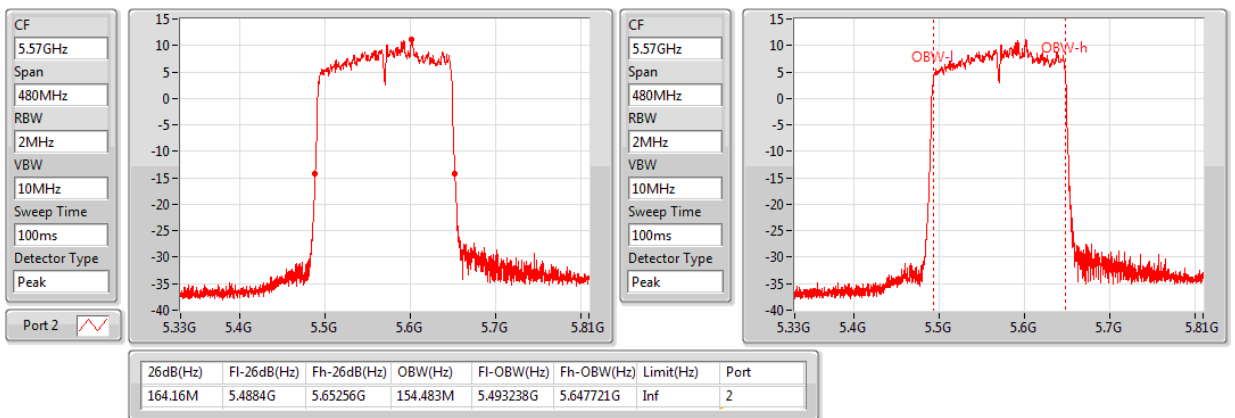 CF
5.57GHz
Span
480MHz
RBW
2MHz
VBW
10MHz
Sweep Time
100ms
Detector Type
Peak
Port 2
15
10
5
0
-5
-10
-15
-20
-25
-30
-35
-40
5.33G 5.4G 5.5G 5.6G 5.7G 5.81G
CF
5.57GHz
Span
480MHz
RBW
2MHz
VBW
10MHz
Sweep Time
100ms
Detector Type
Peak
15
10
5
0
-5
-10
-15
-20
-25
-30
-35
-40
OBW-l
OBW-h
5.33G 5.4G 5.5G 5.6G 5.7G 5.81G
26dB(Hz) Fl-26dB(Hz) Fh-26dB(Hz) OBW(Hz) Fl-OBW(Hz) Fh-OBW(Hz) Limit(Hz) Port
164.16M 5.4884G 5.65256G 154.483M 5.493238G 5.647721G Inf 2